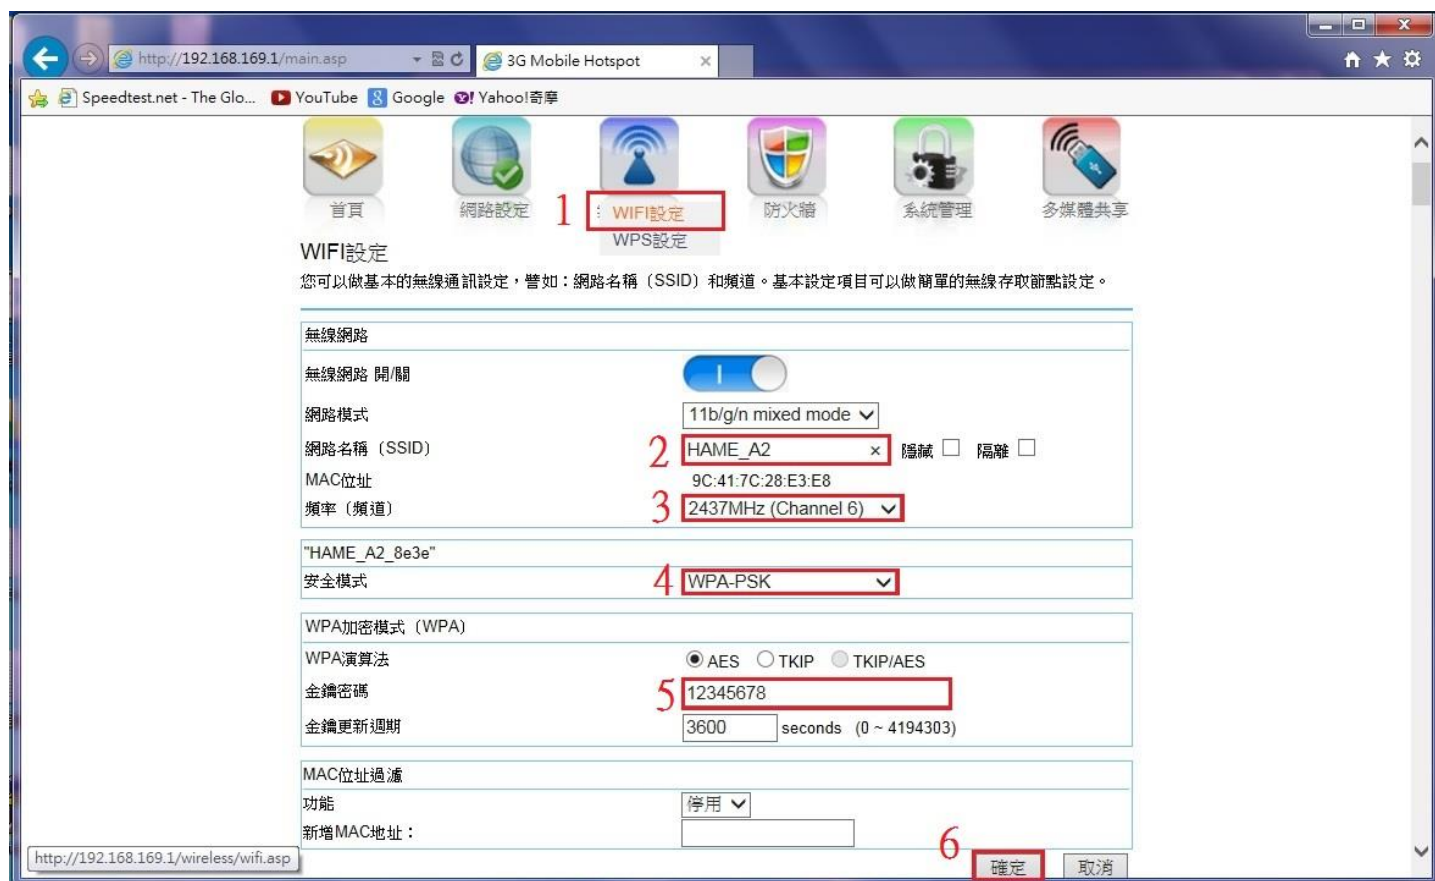 http://192.168.169.1/main.asp
3G Mobile Hotspot
Speedtest.net - The Glo... YouTube Google Yahoo!奇摩
首頁 網路設定 防火牆 系統管理 多媒體共享
1 WIFI設定
WPS設定
WIFI設定
您可以做基本的無線通訊設定,譬如:網路名稱(SSID)和頻道。基本設定項目可以做簡單的無線存取節點設定。
無線網路
無線網路 開/關
網路模式 11b/g/n mixed mode
網路名稱(SSID) 2 HAME_A2 × 隱藏 隔離
MAC位址 9C:41:7C:28:E3:E8
頻率(頻道) 3 2437MHz (Channel 6)
"HAME_A2_8e3e"
安全模式 4 WPA-PSK
WPA加密模式(WPA)
WPA演算法 AES TKIP TKIP/AES
金鑰密碼 5 12345678
金鑰更新週期 3600 seconds (0 ~ 4194303)
MAC位址過濾
功能 停用
新增MAC地址:
http://192.168.169.1/wireless/wifi.asp
6 確定 取消